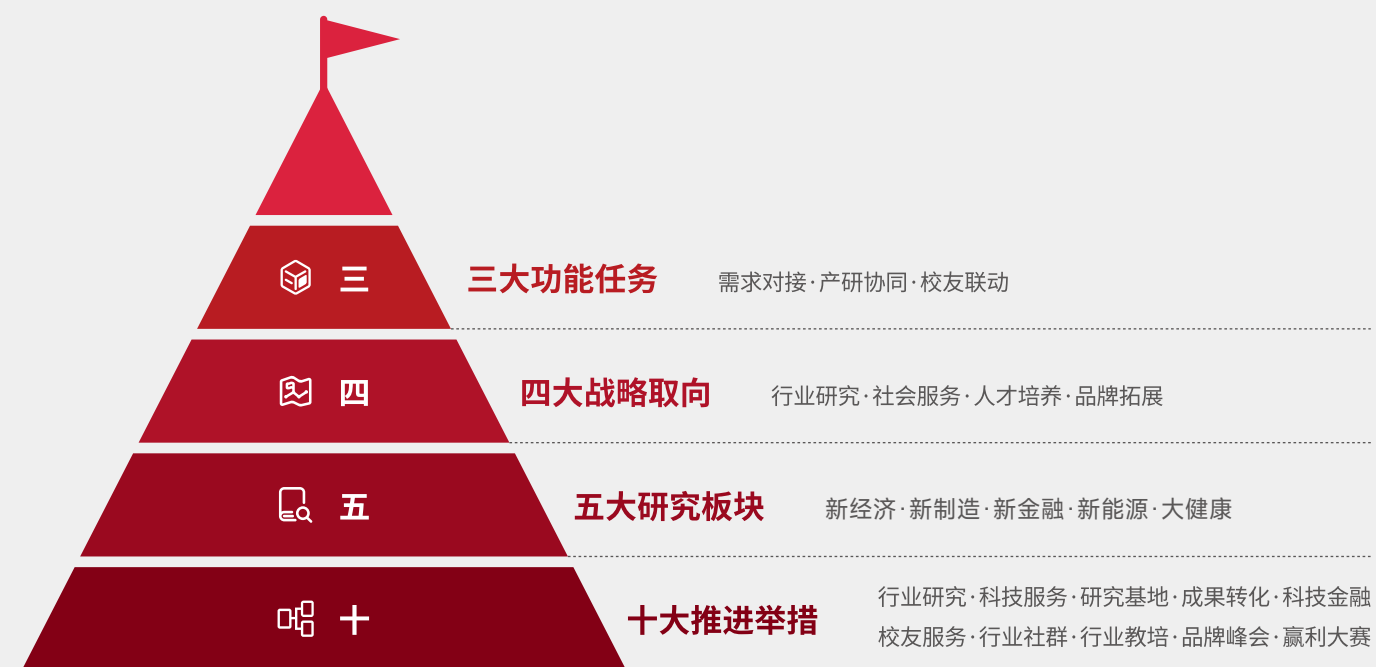 三 三大功能任务 需求对接·产研协同·校友联动
四 四大战略取向 行业研究·社会服务·人才培养·品牌拓展
五 五大研究板块 新经济·新制造·新金融·新能源·大健康
十 十大推进举措 行业研究·科技服务·研究基地·成果转化·科技金融
校友服务·行业社群·行业教培·品牌峰会·赢利大赛